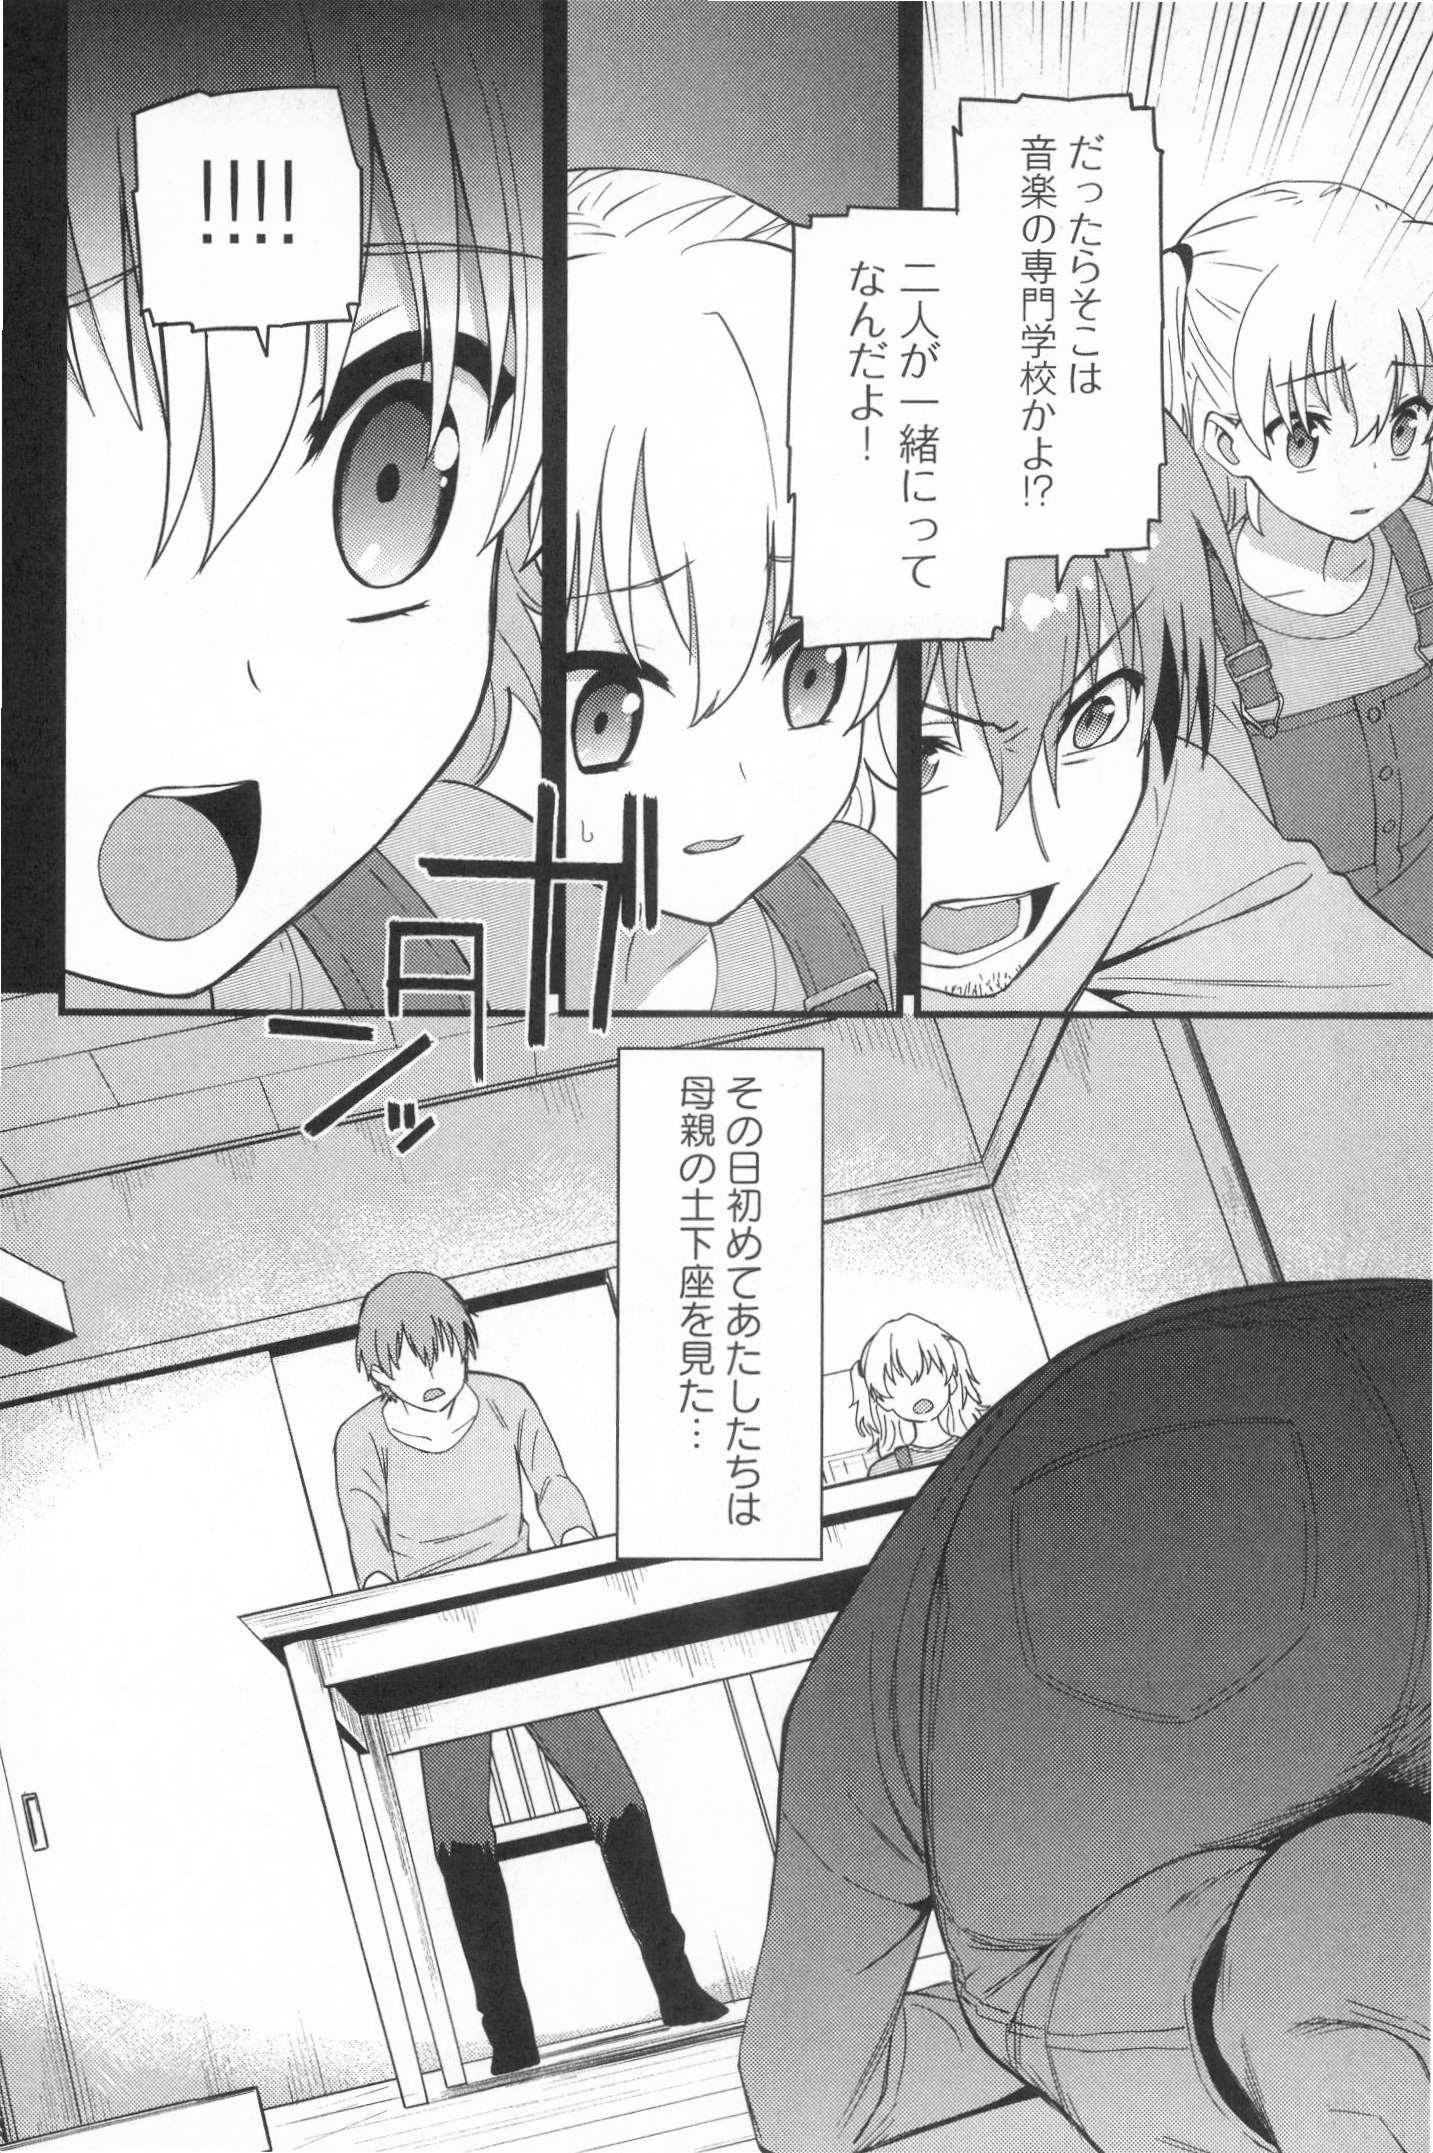 だったらそこは
音楽の専門学校かよ!?
二人が一緒にって
なんだよ!
!!!!
ガタンッ
その日初めてあたしたちは
母親の土下座を見た…